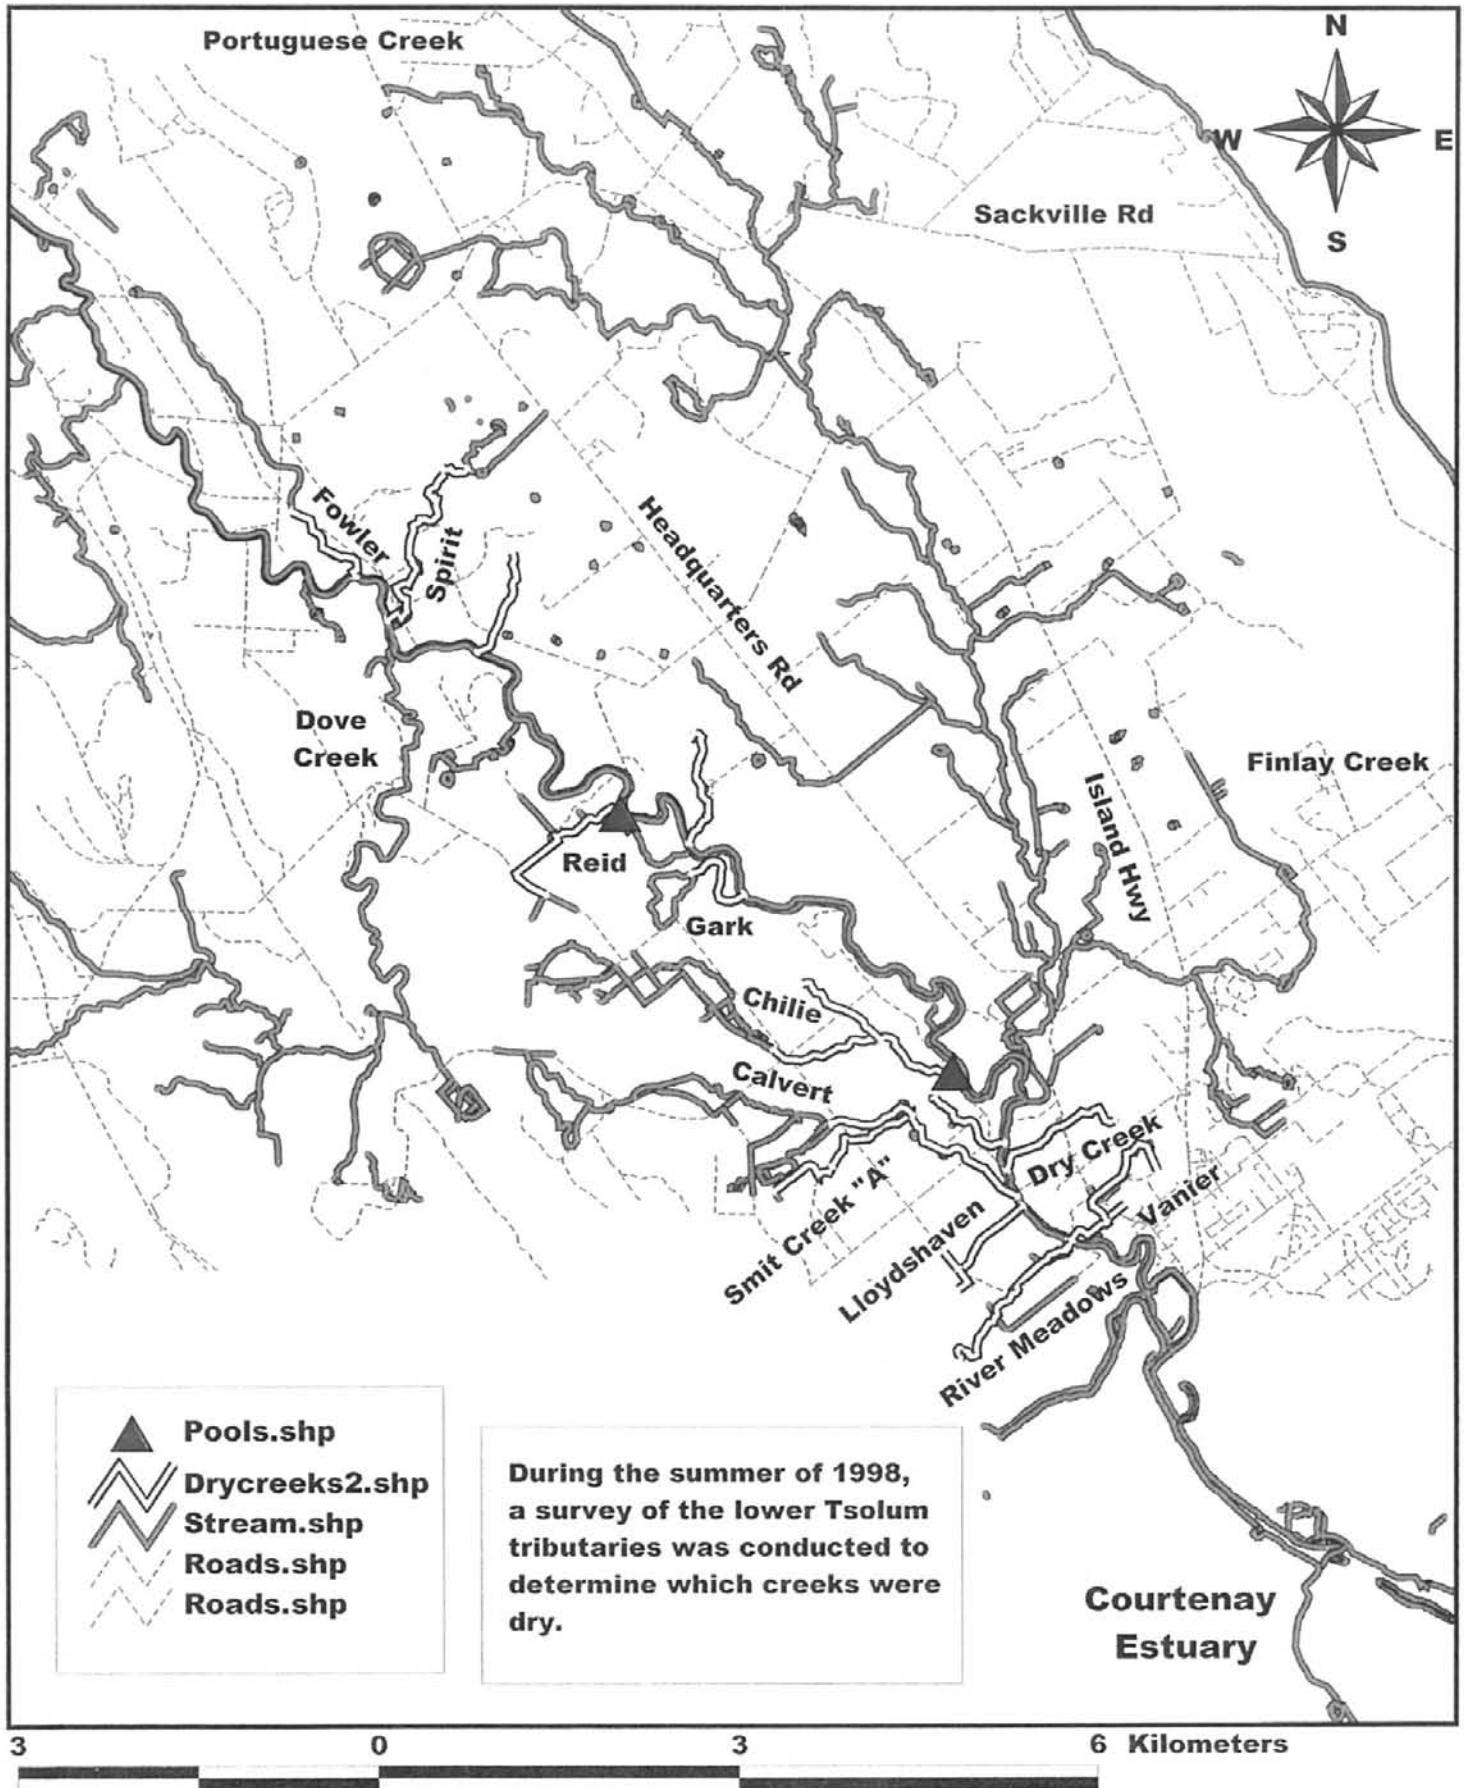 Portuguese Creek
N
W
E
S
Sackville Rd
Fowler
Spirit
Headquarters Rd
Dove
Creek
Finlay Creek
Island Hwy
Reid
Gark
Chilie
Calvert
Dry Creek
Smit Creek "A"
Vanier
Lloydshaven
River Meadows
Pools.shp
Drycreeks2.shp
Stream.shp
Roads.shp
Roads.shp
During the summer of 1998,
a survey of the lower Tsolum
tributaries was conducted to
determine which creeks were
dry.
Courtenay
Estuary
3 0 3 6 Kilometers